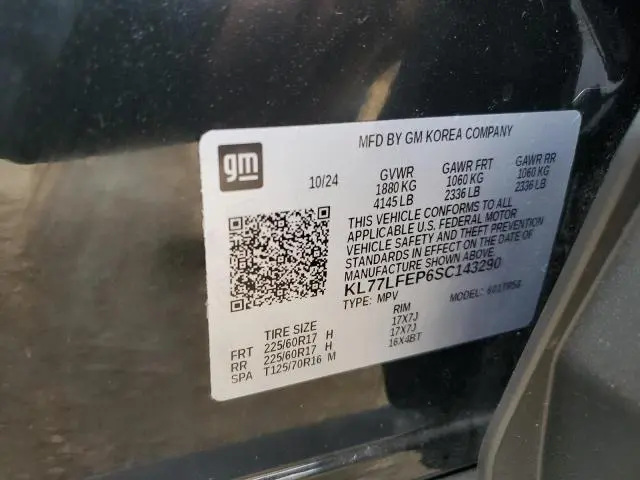 MFD BY GM KOREA COMPANY
gm
10/24
GVWR GAWR FRT GAWR RR
1880 KG 1060 KG 1060 KG
4145 LB 2336 LB 2336 LB
THIS VEHICLE CONFORMS TO ALL
APPLICABLE U.S. FEDERAL MOTOR
VEHICLE SAFETY AND THEFT PREVENTION
STANDARDS IN EFFECT ON THE DATE
OF MANUFACTURE SHOWN ABOVE
KL77LFEP6SC143290
TYPE: MPV MODEL:
TIRE SIZE RIM
FRT 225/60R17 H 17X7J
RR 225/60R17 H 17X7J
SPA T125/70R16 M 16X4BT